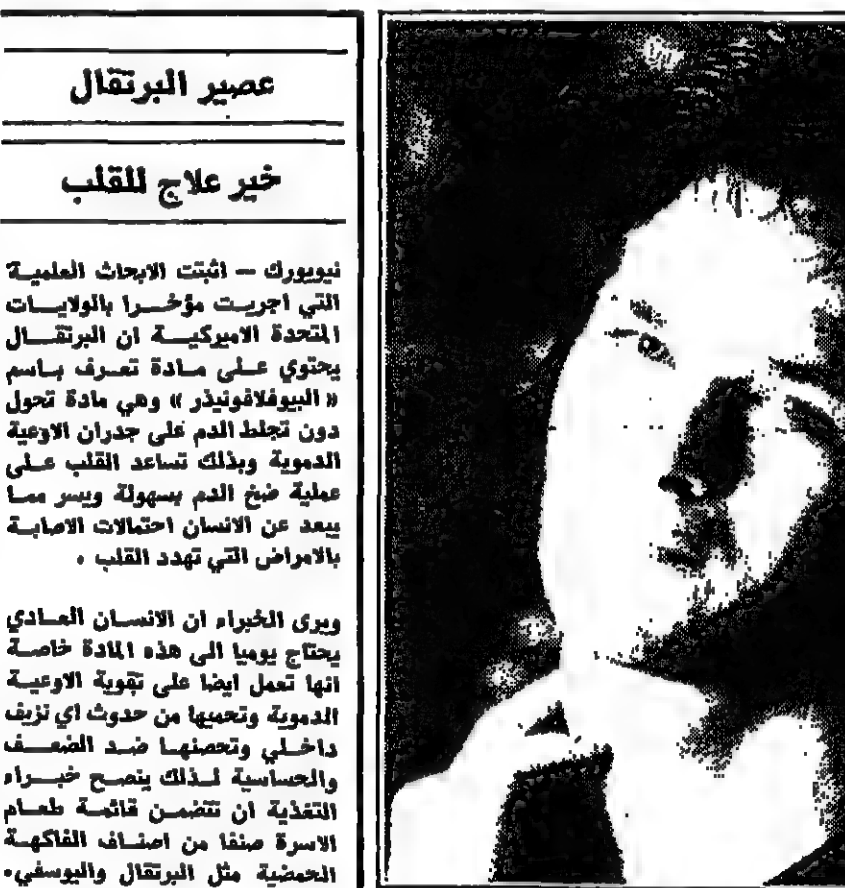 عصير البرتقال
خير علاج للقلب
نيويورك — اثبتت الابحاث العلمية
التي اجريت مؤخرا بالولايات
المتحدة الاميركية ان البرتقال
يحتوي على مادة تعرف باسم
« البيوفلافونيذر » وهي مادة تحول
دون تجلط الدم على جدران الاوعية
الدموية وبذلك تساعد القلب على
عملية ضخ الدم بسهولة ويسر مما
يبعد عن الانسان احتمالات الاصابة
بالامراض التي تهدد القلب .
ويرى الخبراء ان الانسان العادي
يحتاج يوميا الى هذه المادة خاصة
انها تعمل ايضا على تقوية الاوعية
الدموية وتحميها من حدوث اي نزيف
داخلي وتحصنها ضد الضعف
والحساسية لذلك ينصح خبراء
التغذية ان تتضمن قائمة طعام
الاسرة صنفا من اصناف الفاكهة
الحمضية مثل البرتقال واليوسفي.